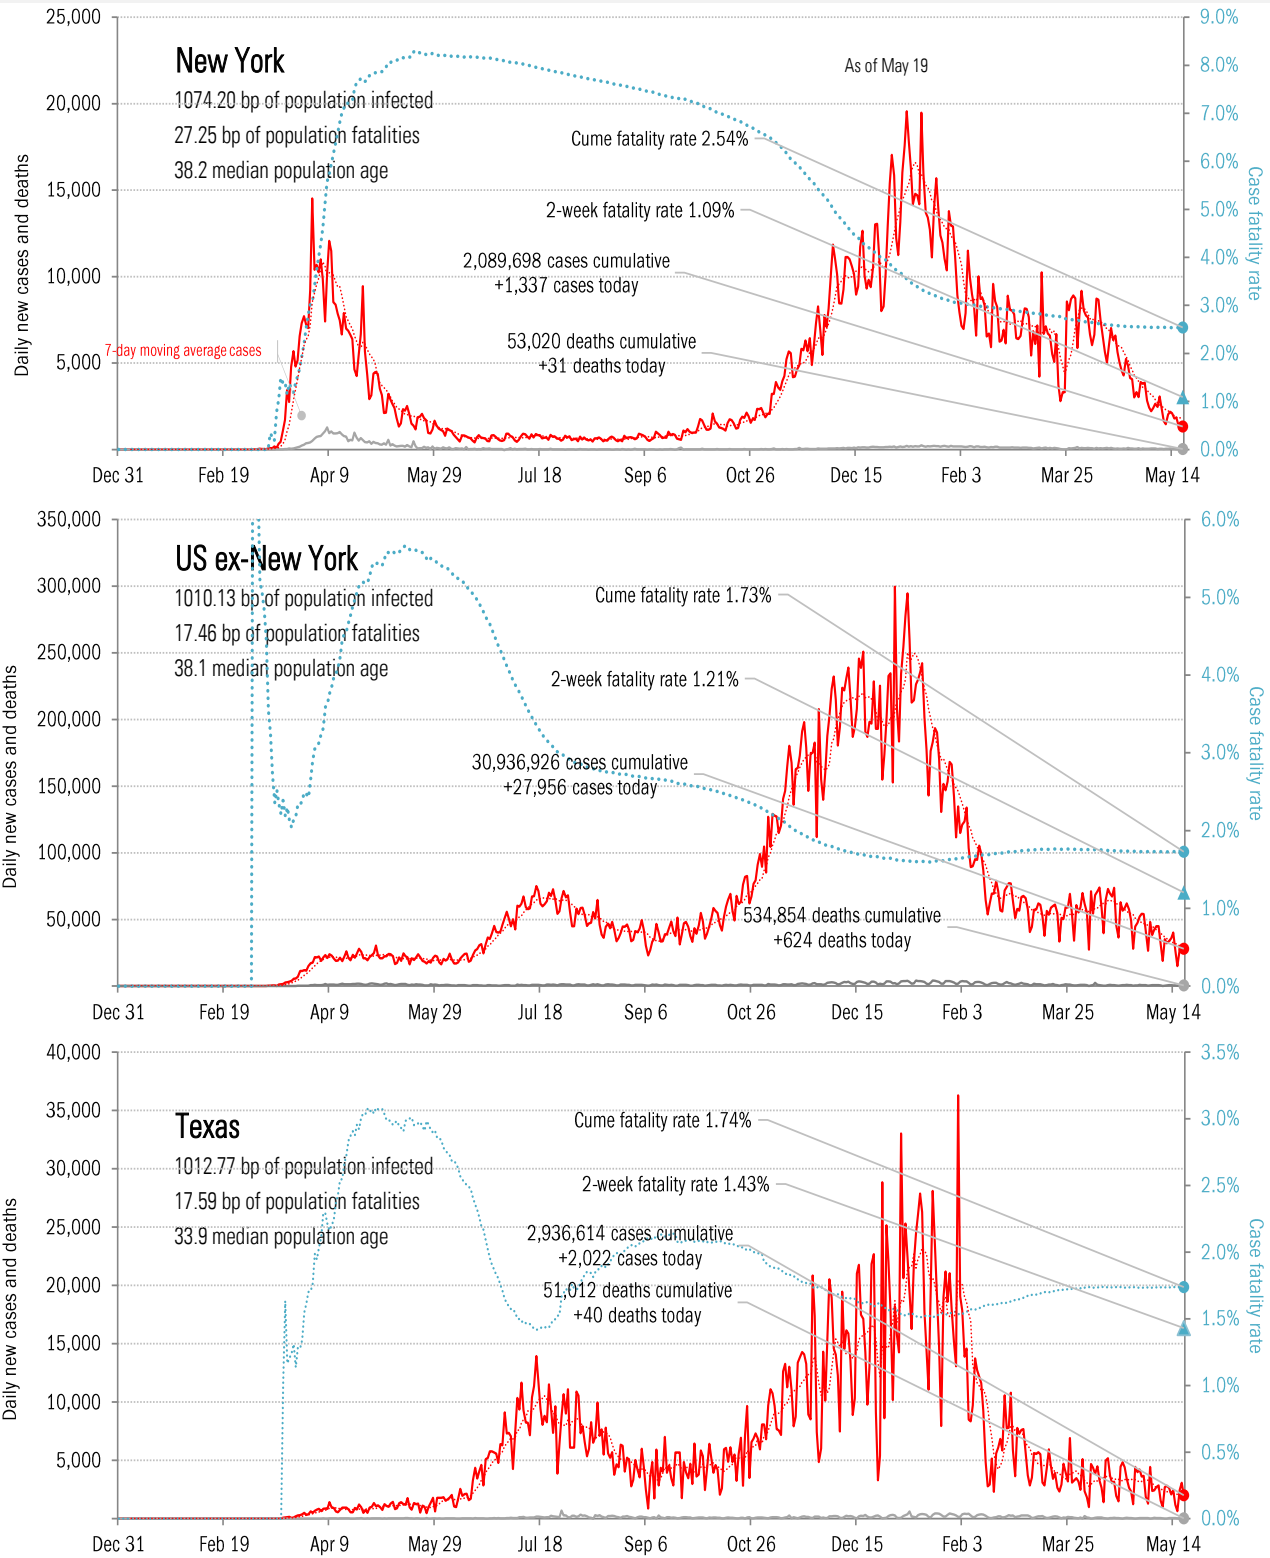 25,000
9.0%
New York
As of May 19
8.0%
1074.20 bp of population infected
20,000
7.0%
27.25 bp of population fatalities
Cume fatality rate 2.54%
6.0%
38.2 median population age
15,000
2-week fatality rate 1.09%
5.0%
Daily new cases and deaths
Case fatality rate
2,089,698 cases cumulative
+1,337 cases today
4.0%
10,000
3.0%
53,020 deaths cumulative
+31 deaths today
7-day moving average cases
2.0%
5,000
1.0%
0.0%
Dec 31 Feb 19 Apr 9 May 29 Jul 18 Sep 6 Oct 26 Dec 15 Feb 3 Mar 25 May 14
350,000
6.0%
US ex-New York
300,000
1010.13 bp of population infected
Cume fatality rate 1.73%
5.0%
17.46 bp of population fatalities
250,000
38.1 median population age
2-week fatality rate 1.21%
4.0%
Daily new cases and deaths
Case fatality rate
200,000
30,936,926 cases cumulative
+27,956 cases today
3.0%
150,000
2.0%
100,000
534,854 deaths cumulative
+624 deaths today
1.0%
50,000
0.0%
Dec 31 Feb 19 Apr 9 May 29 Jul 18 Sep 6 Oct 26 Dec 15 Feb 3 Mar 25 May 14
40,000
3.5%
35,000
Texas
Cume fatality rate 1.74%
3.0%
1012.77 bp of population infected
30,000
2-week fatality rate 1.43%
2.5%
17.59 bp of population fatalities
25,000
33.9 median population age
2,936,614 cases cumulative
+2,022 cases today
2.0%
Daily new cases and deaths
Case fatality rate
20,000
51,012 deaths cumulative
+40 deaths today
1.5%
15,000
1.0%
10,000
0.5%
5,000
0.0%
Dec 31 Feb 19 Apr 9 May 29 Jul 18 Sep 6 Oct 26 Dec 15 Feb 3 Mar 25 May 14